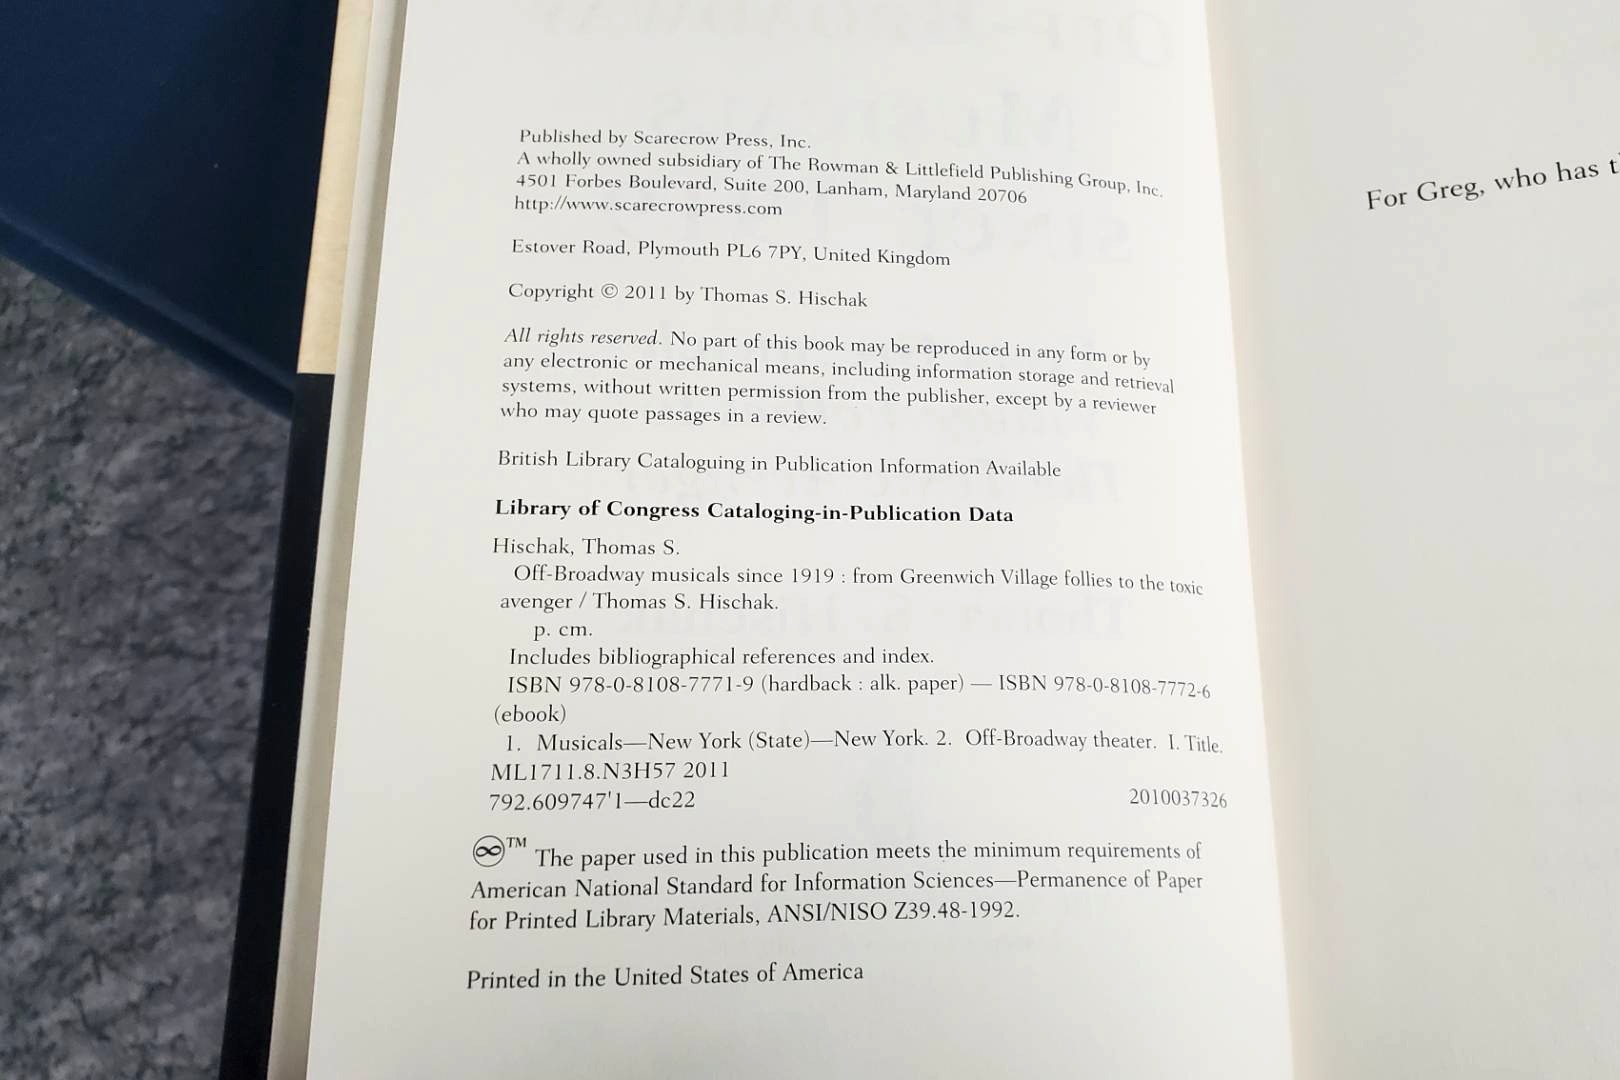 Published by Scarecrow Press, Inc.
A wholly owned subsidiary of The Rowman & Littlefield Publishing Group, Inc.
4501 Forbes Boulevard, Suite 200, Lanham, Maryland 20706
http://www.scarecrowpress.com
Estover Road, Plymouth PL6 7PY, United Kingdom
Copyright © 2011 by Thomas S. Hischak
All rights reserved. No part of this book may be reproduced in any form or by
any electronic or mechanical means, including information storage and retrieval
systems, without written permission from the publisher, except by a reviewer
who may quote passages in a review.
British Library Cataloguing in Publication Information Available
Library of Congress Cataloging-in-Publication Data
Hischak, Thomas S.
Off-Broadway musicals since 1919 : from Greenwich Village follies to the toxic
avenger / Thomas S. Hischak.
p. cm.
Includes bibliographical references and index.
ISBN 978-0-8108-7771-9 (hardback : alk. paper) — ISBN 978-0-8108-7772-6
(ebook)
1. Musicals—New York (State)—New York. 2. Off-Broadway theater. I. Title.
ML1711.8.N3H57 2011
792.609747'1—dc22 2010037326
∞™ The paper used in this publication meets the minimum requirements of
American National Standard for Information Sciences—Permanence of Paper
for Printed Library Materials, ANSI/NISO Z39.48-1992.
Printed in the United States of America
For Greg, who has